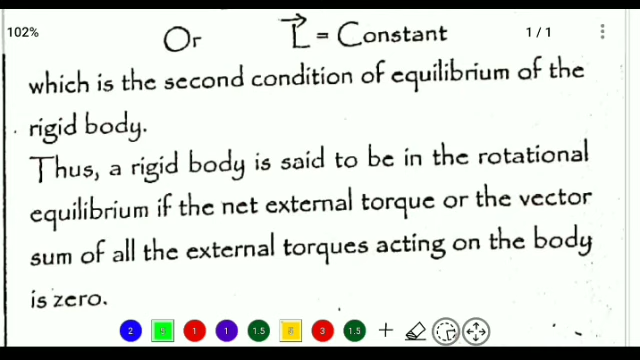 102%
Or L⃗ = Constant 1/1
which is the second condition of equilibrium of the
rigid body.
Thus, a rigid body is said to be in the rotational
equilibrium if the net external torque or the vector
sum of all the external torques acting on the body
is zero.
2 1 1 1.5 3 1.5